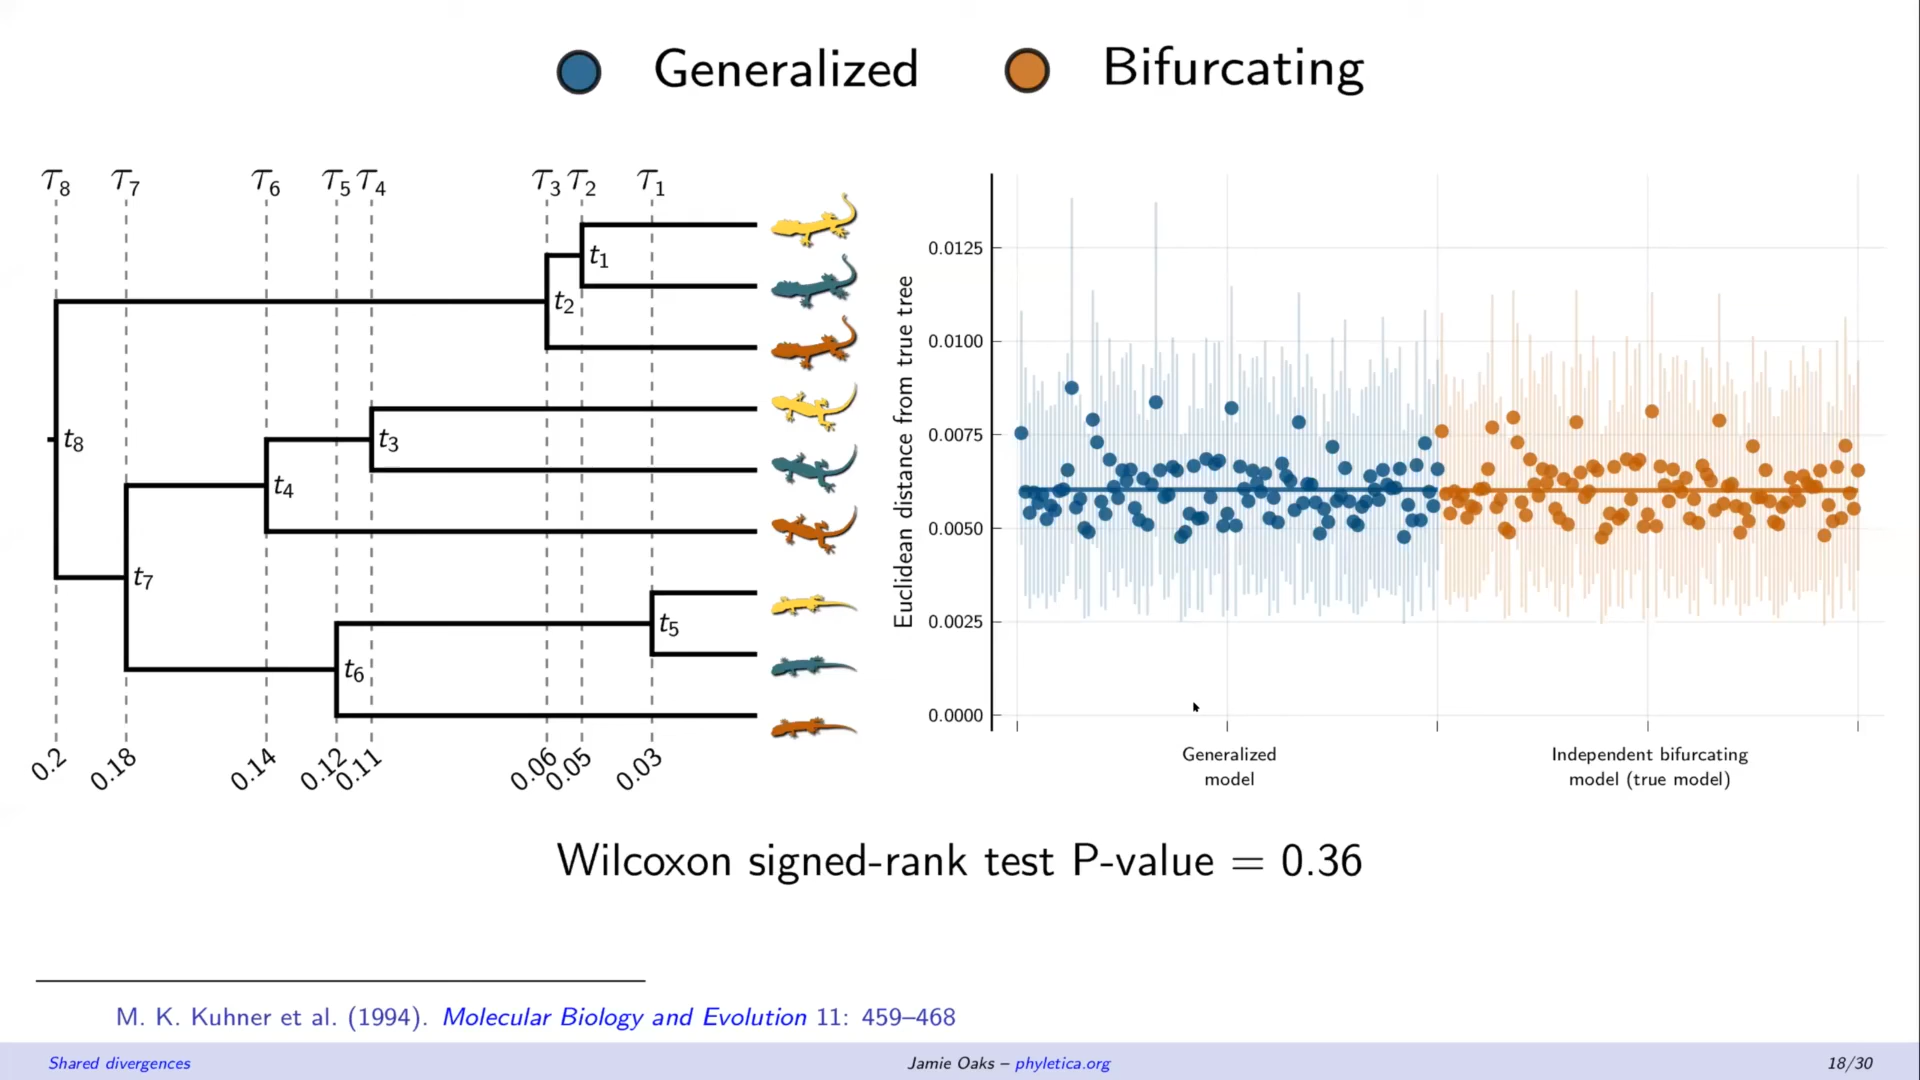 Generalized Bifurcating
τ8 τ7 τ6 τ5 τ4 τ3 τ2 τ1
t1
t2
t3
t8
t4
t7
t5
t6
0.2 0.18 0.14 0.12 0.11 0.06 0.05 0.03
Euclidean distance from true tree
0.0125
0.0100
0.0075
0.0050
0.0025
0.0000
Generalized
model
Independent bifurcating
model (true model)
Wilcoxon signed-rank test P-value = 0.36
M. K. Kuhner et al. (1994). Molecular Biology and Evolution 11: 459–468
Shared divergences Jamie Oaks – phyletica.org 18/30